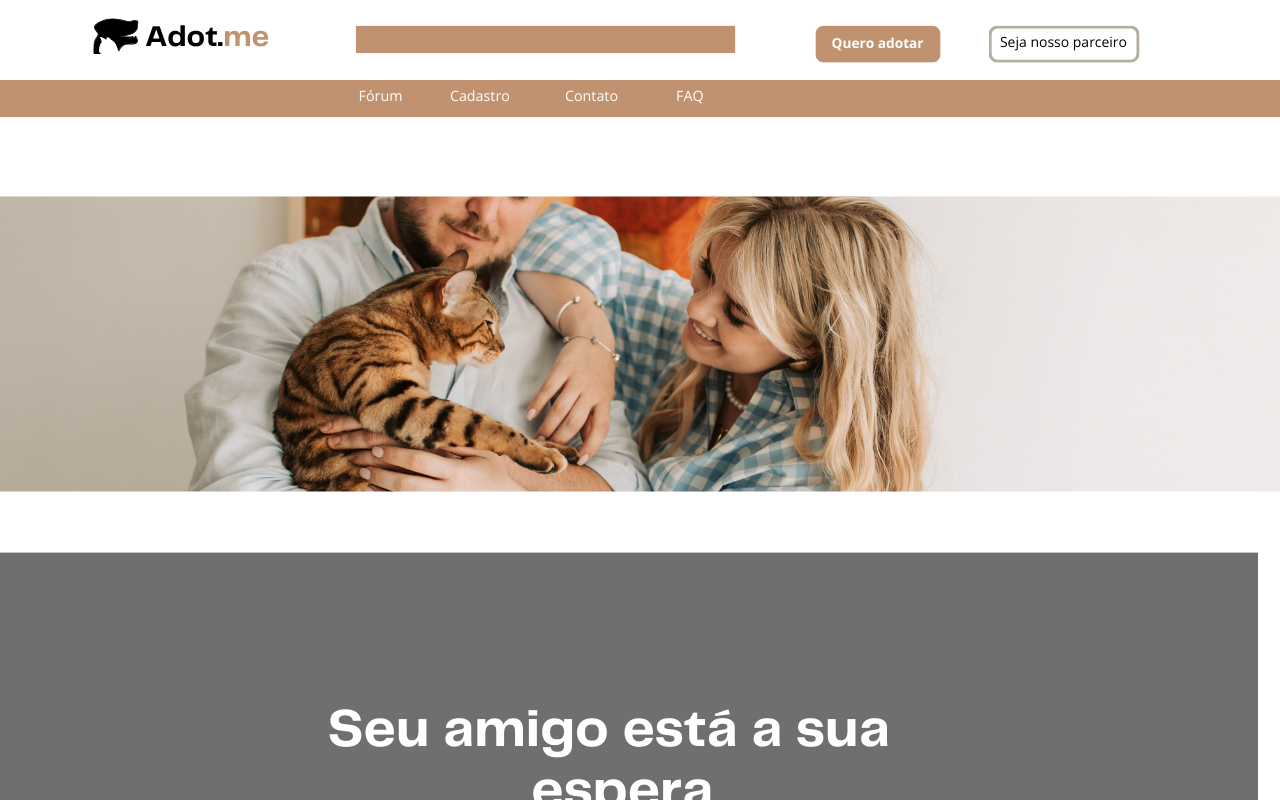 Adot.me
Quero adotar
Seja nosso parceiro
Fórum
Cadastro
Contato
FAQ
Seu amigo está a sua
espera